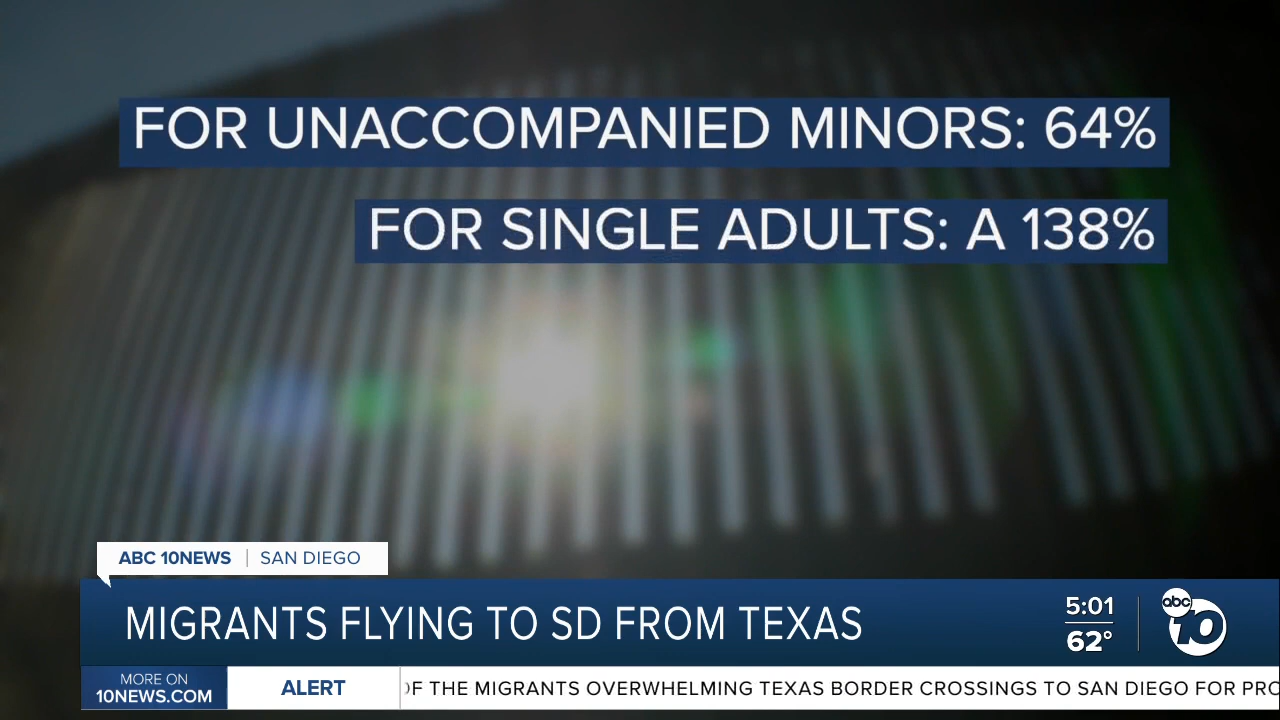 FOR UNACCOMPANIED MINORS: 64%
FOR SINGLE ADULTS: A 138%
ABC 10NEWS | SAN DIEGO
MIGRANTS FLYING TO SD FROM TEXAS
5:01
62°
abc
10
MORE ON
10NEWS.COM
ALERT
OF THE MIGRANTS OVERWHELMING TEXAS BORDER CROSSINGS TO SAN DIEGO FOR